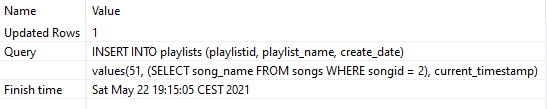 Name Value
Updated Rows 1
Query INSERT INTO playlists (playlistid, playlist_name, create_date)
values(51, (SELECT song_name FROM songs WHERE songid = 2), current_timestamp)
Finish time Sat May 22 19:15:05 CEST 2021